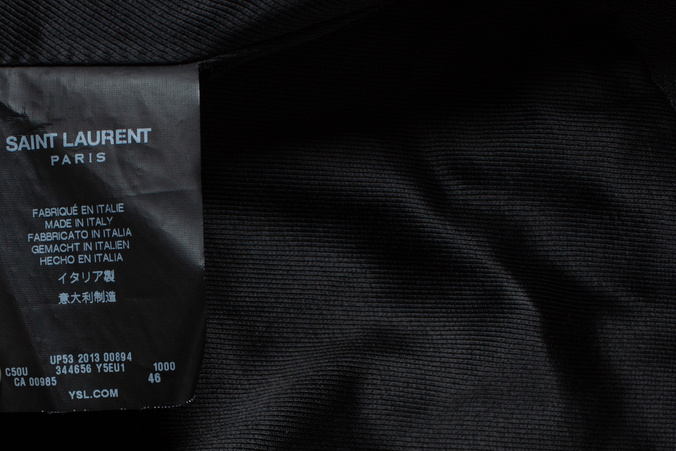 SAINT LAURENT
PARIS
FABRIQUÉ EN ITALIE
MADE IN ITALY
FABBRICATO IN ITALIA
GEMACHT IN ITALIEN
HECHO EN ITALIA
イタリア製
意大利制造
UP53 2013 00894
C50U 344656 Y5EU1 1000
CA 00985 46
YSL.COM